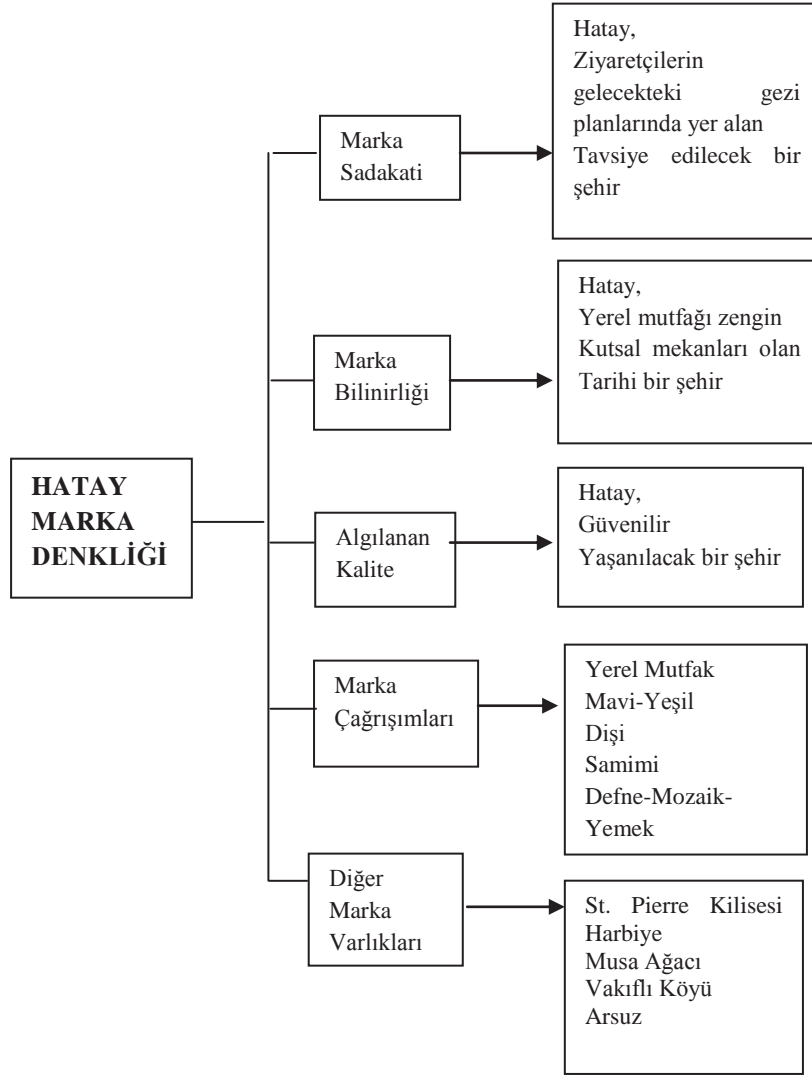 HATAY
MARKA
DENKLİĞİ
Marka
Sadakati
Hatay,
Ziyaretçilerin
gelecekteki gezi
planlarında yer alan
Tavsiye edilecek bir
şehir
Marka
Bilinirliği
Hatay,
Yerel mutfağı zengin
Kutsal mekanları olan
Tarihi bir şehir
Algılanan
Kalite
Hatay,
Güvenilir
Yaşanılacak bir şehir
Marka
Çağrışımları
Yerel Mutfak
Mavi-Yeşil
Dişi
Samimi
Defne-Mozaik-
Yemek
Diğer
Marka
Varlıkları
St. Pierre Kilisesi
Harbiye
Musa Ağacı
Vakıflı Köyü
Arsuz